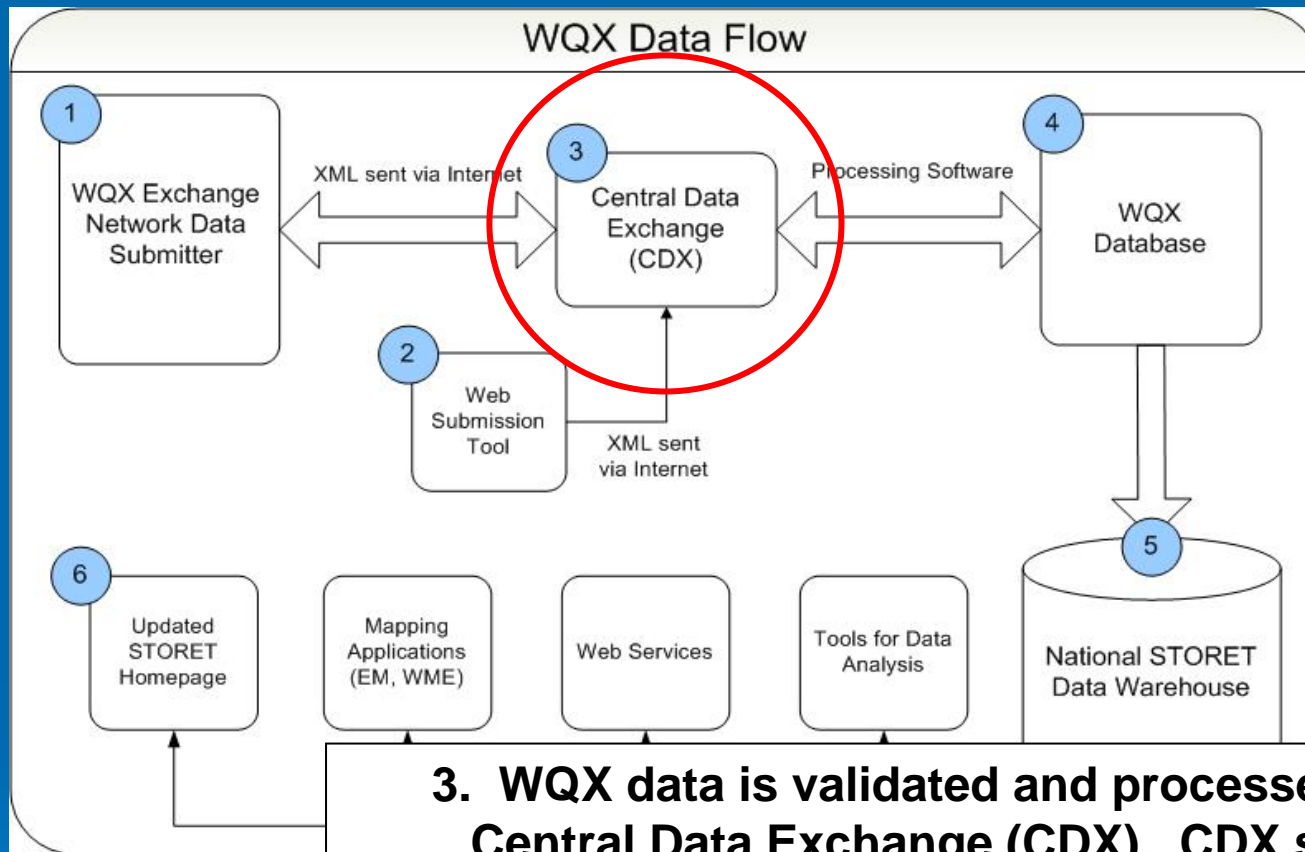 WQX Data Flow
1
WQX Exchange
Network Data
Submitter
XML sent via Internet
3
Central Data
Exchange
(CDX)
Processing Software
4
WQX
Database
2
Web
Submission
Tool
XML sent
via Internet
5
National STORET
Data Warehouse
6
Updated
STORET
Homepage
Mapping
Applications
(EM, WME)
Web Services
Tools for Data
Analysis
3. WQX data is validated and
Central Data Exchange (CDX). CDX